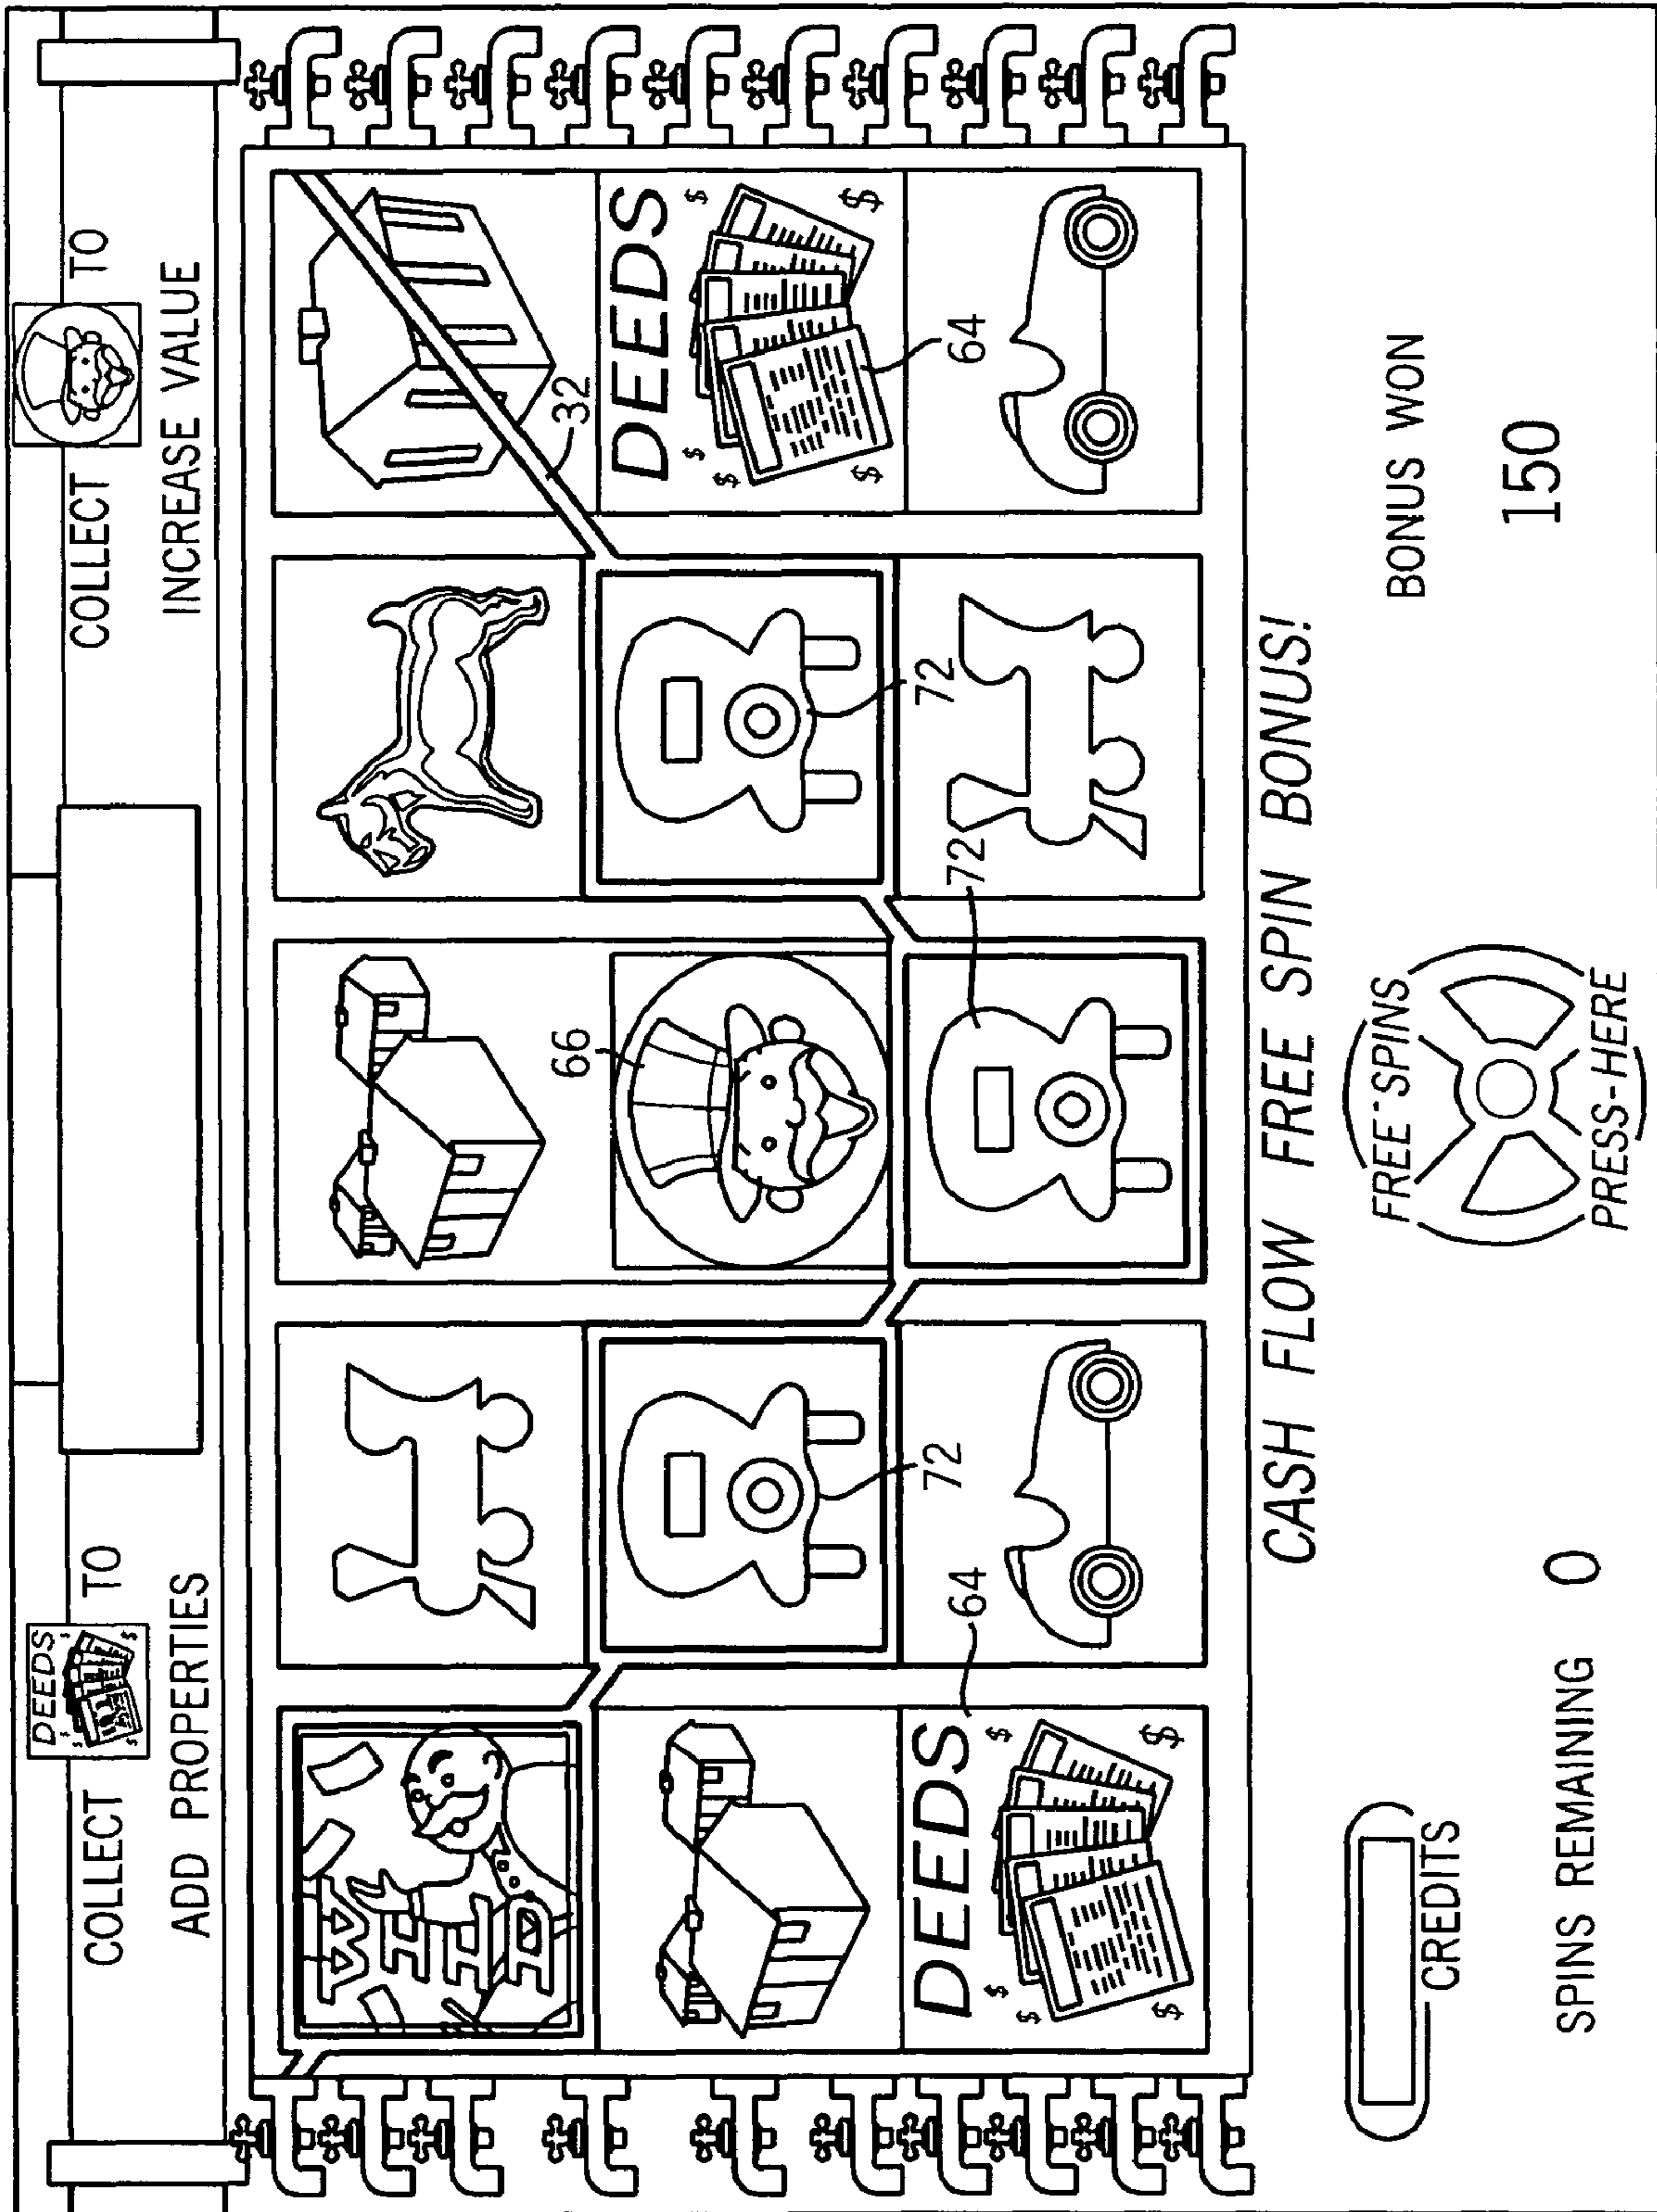 DEEDS
COLLECT TO
ADD PROPERTIES
COLLECT TO
INCREASE VALUE
WILD
32
66
DEEDS
64
72
72
72
DEEDS
64
CASH FLOW FREE SPIN BONUS!
CREDITS
FREE SPINS
PRESS-HERE
BONUS WON
150
SPINS REMAINING 0